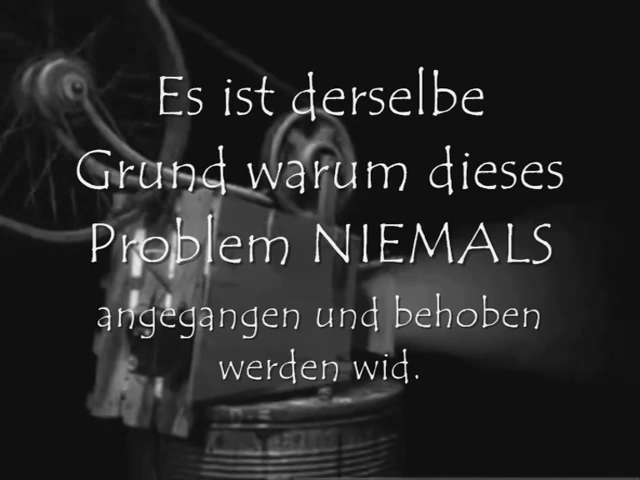 Es ist derselbe
Grund warum dieses
Problem NIEMALS
angegangen und behoben
werden wid.